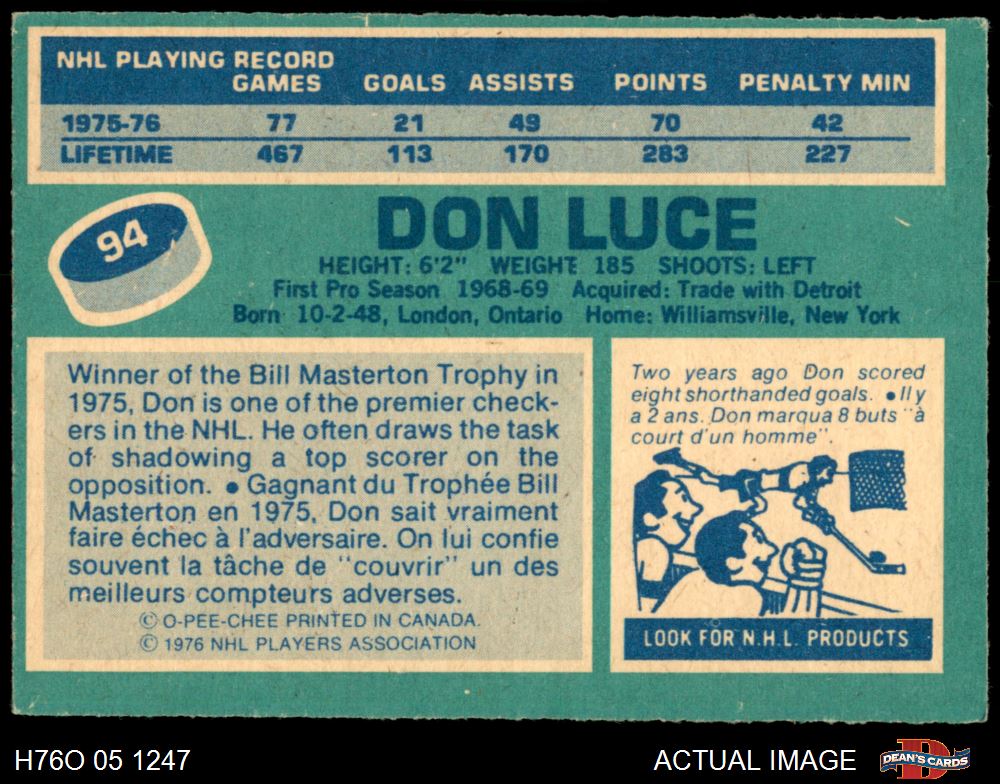 NHL PLAYING RECORD
GAMES GOALS ASSISTS POINTS PENALTY MIN
1975-76 77 21 49 70 42
LIFETIME 467 113 170 283 227
94
DON LUCE
HEIGHT: 6'2" WEIGHT 185 SHOOTS: LEFT
First Pro Season 1968-69 Acquired: Trade with Detroit
Born 10-2-48, London, Ontario Home: Williamsville, New York
Winner of the Bill Masterton Trophy in
1975, Don is one of the premier check-
ers in the NHL. He often draws the task
of shadowing a top scorer on the
opposition. ● Gagnant du Trophée Bill
Masterton en 1975, Don sait vraiment
faire échec à l'adversaire. On lui confie
souvent la tâche de "couvrir" un des
meilleurs compteurs adverses.
© O-PEE-CHEE PRINTED IN CANADA.
© 1976 NHL PLAYERS ASSOCIATION
Two years ago Don scored
eight shorthanded goals. ● Il y
a 2 ans. Don marqua 8 buts "à
court d'un homme".
LOOK FOR N.H.L. PRODUCTS
H76O 05 1247
ACTUAL IMAGE
DEAN'S CARDS